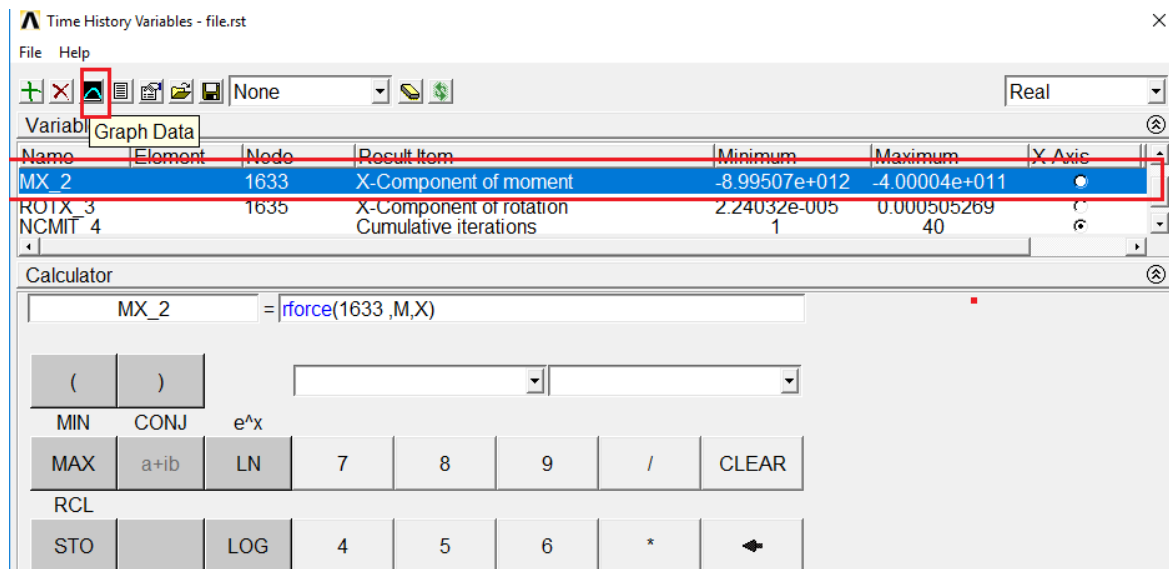 Time History Variables - file.rst
File Help
None Real
Variabl
Graph Data
Name Element Node Result Item Minimum Maximum X-Axis
MX_2 1633 X-Component of moment -8.99507e+012 -4.00004e+011
ROTX_3 1635 X-Component of rotation 2.24032e-005 0.000505269
NCMIT_4 Cumulative iterations 1 40
Calculator
MX_2 = rforce(1633 ,M,X)
( )
MIN CONJ e^x
MAX a+ib LN 7 8 9 / CLEAR
RCL
STO LOG 4 5 6 *